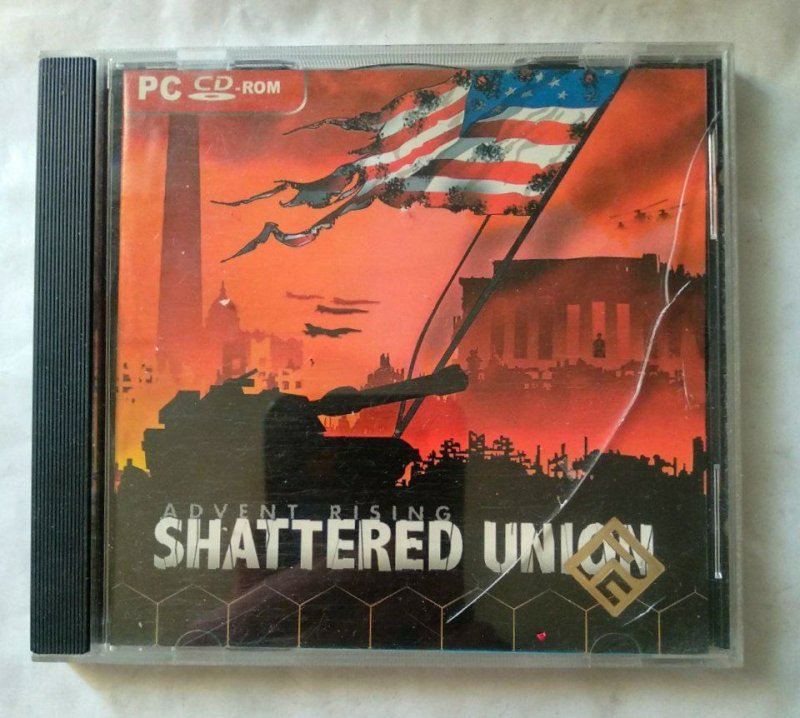 PC CD-ROM
ADVENT RISING
SHATTERED UNION